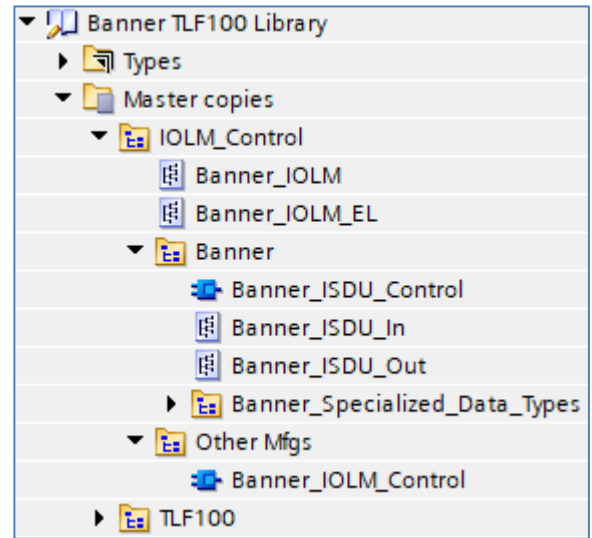 Banner TLF100 Library
Types
Master copies
IOLM_Control
Banner_IOLM
Banner_IOLM_EL
Banner
Banner_ISDU_Control
Banner_ISDU_In
Banner_ISDU_Out
Banner_Specialized_Data_Types
Other Mfgs
Banner_IOLM_Control
TLF100